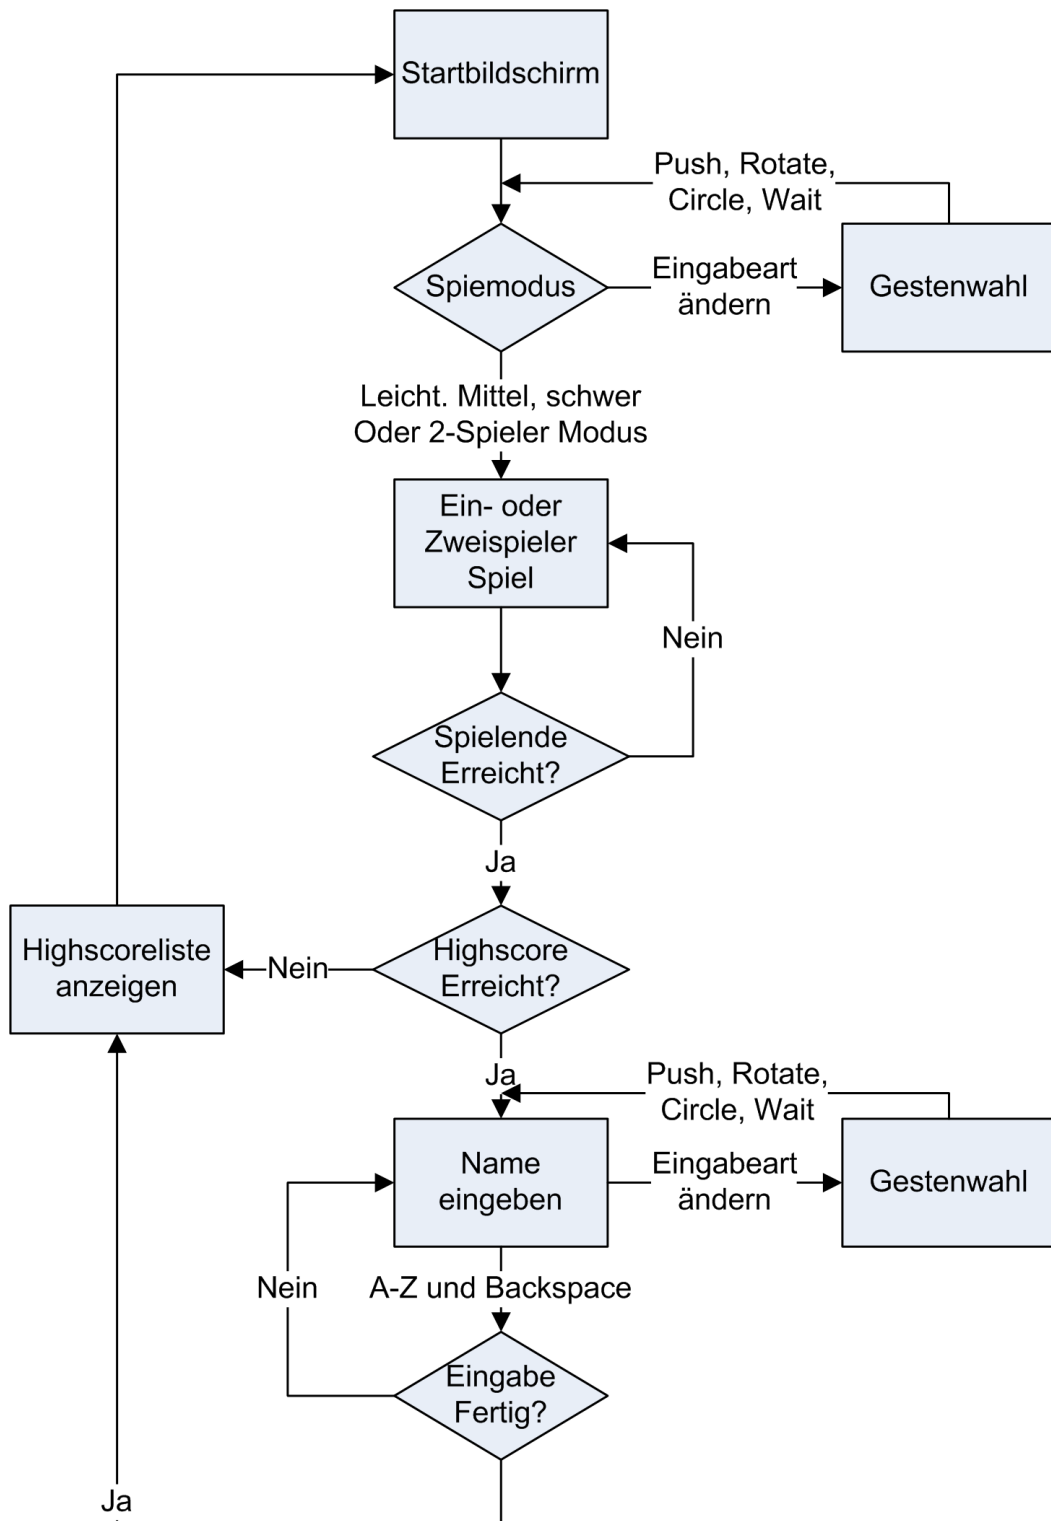 Startbildschirm
Push, Rotate,
Circle, Wait
Spiemodus
Eingabeart
ändern
Gestenwahl
Leicht. Mittel, schwer
Oder 2-Spieler Modus
Ein- oder
Zweispieler
Spiel
Nein
Spielende
Erreicht?
Ja
Highscoreliste
anzeigen
Nein
Highscore
Erreicht?
Ja
Push, Rotate,
Circle, Wait
Name
eingeben
Eingabeart
ändern
Gestenwahl
Nein
A-Z und Backspace
Eingabe
Fertig?
Ja